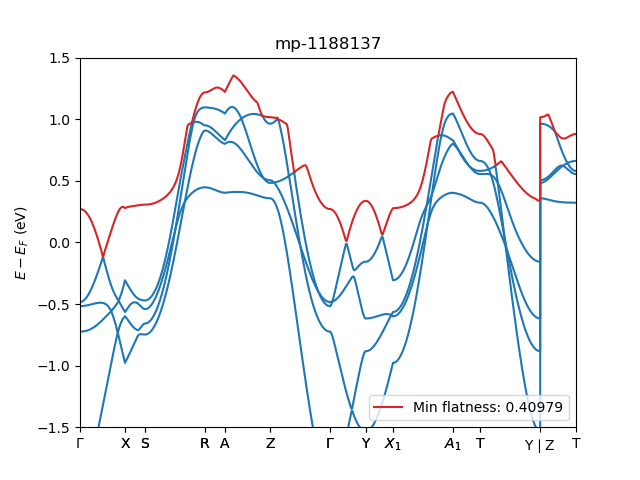 mp-1188137
E − E_F (eV)
1.5
1.0
0.5
0.0
−0.5
−1.0
−1.5
Min flatness: 0.40979
Γ X S R A Z Γ Y X₁ A₁ T Y | Z T